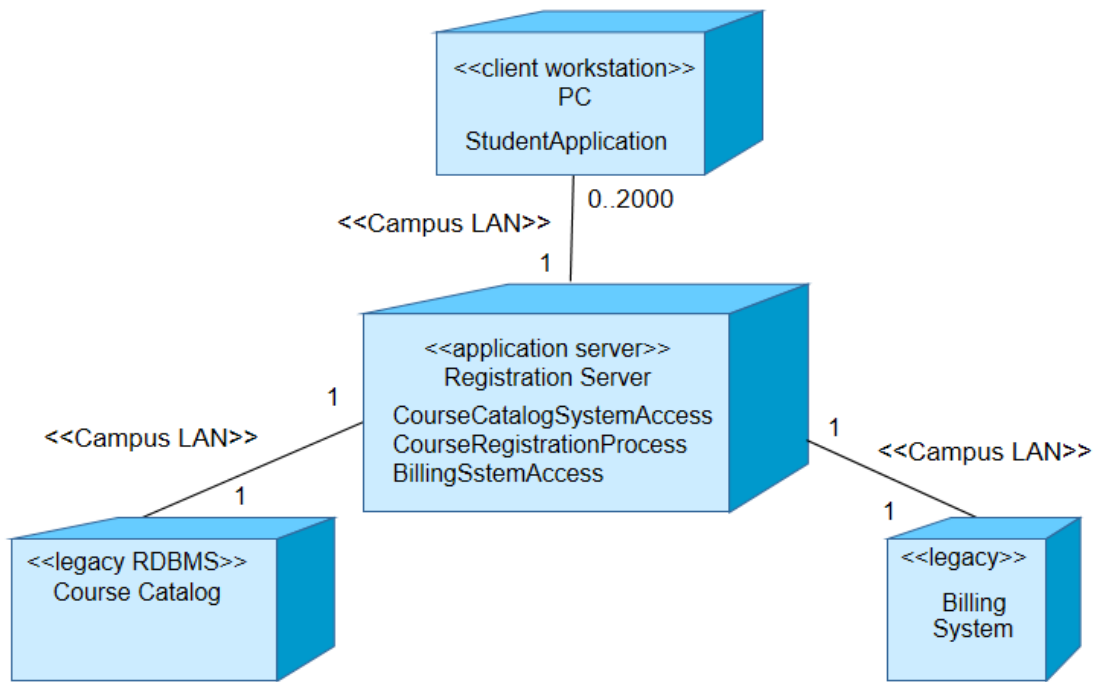 <<client workstation>>
PC
StudentApplication
0..2000
<<Campus LAN>>
1
<<application server>>
Registration Server
CourseCatalogSystemAccess
CourseRegistrationProcess
BillingSstemAccess
1
<<Campus LAN>>
1
1
<<Campus LAN>>
1
<<legacy RDBMS>>
Course Catalog
<<legacy>>
Billing
System